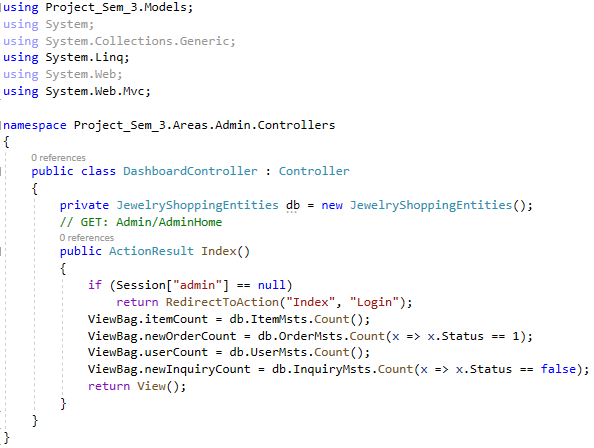 using Project_Sem_3.Models;
using System;
using System.Collections.Generic;
using System.Linq;
using System.Web;
using System.Web.Mvc;
namespace Project_Sem_3.Areas.Admin.Controllers
{
0 references
public class DashboardController : Controller
{
private JewelryShoppingEntities db = new JewelryShoppingEntities();
// GET: Admin/AdminHome
0 references
public ActionResult Index()
{
if (Session["admin"] == null)
return RedirectToAction("Index", "Login");
ViewBag.itemCount = db.ItemMsts.Count();
ViewBag.newOrderCount = db.OrderMsts.Count(x => x.Status == 1);
ViewBag.userCount = db.UserMsts.Count();
ViewBag.newInquiryCount = db.InquiryMsts.Count(x => x.Status == false);
return View();
}
}
}